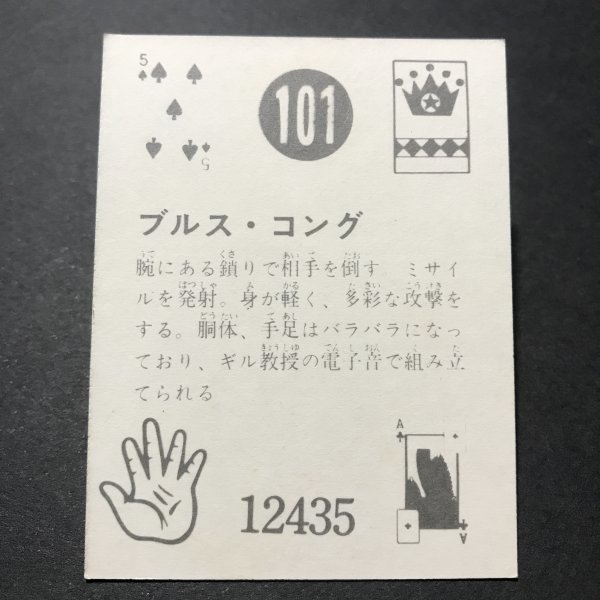 5
101
ブルス・コング
腕にある鎖りで相手を倒す ミサイ
ルを発射。身が軽く、多彩な攻撃を
する。胴体、手足はバラバラになっ
ており、ギル教授の電子音で組み立
てられる
5
A
12435
A